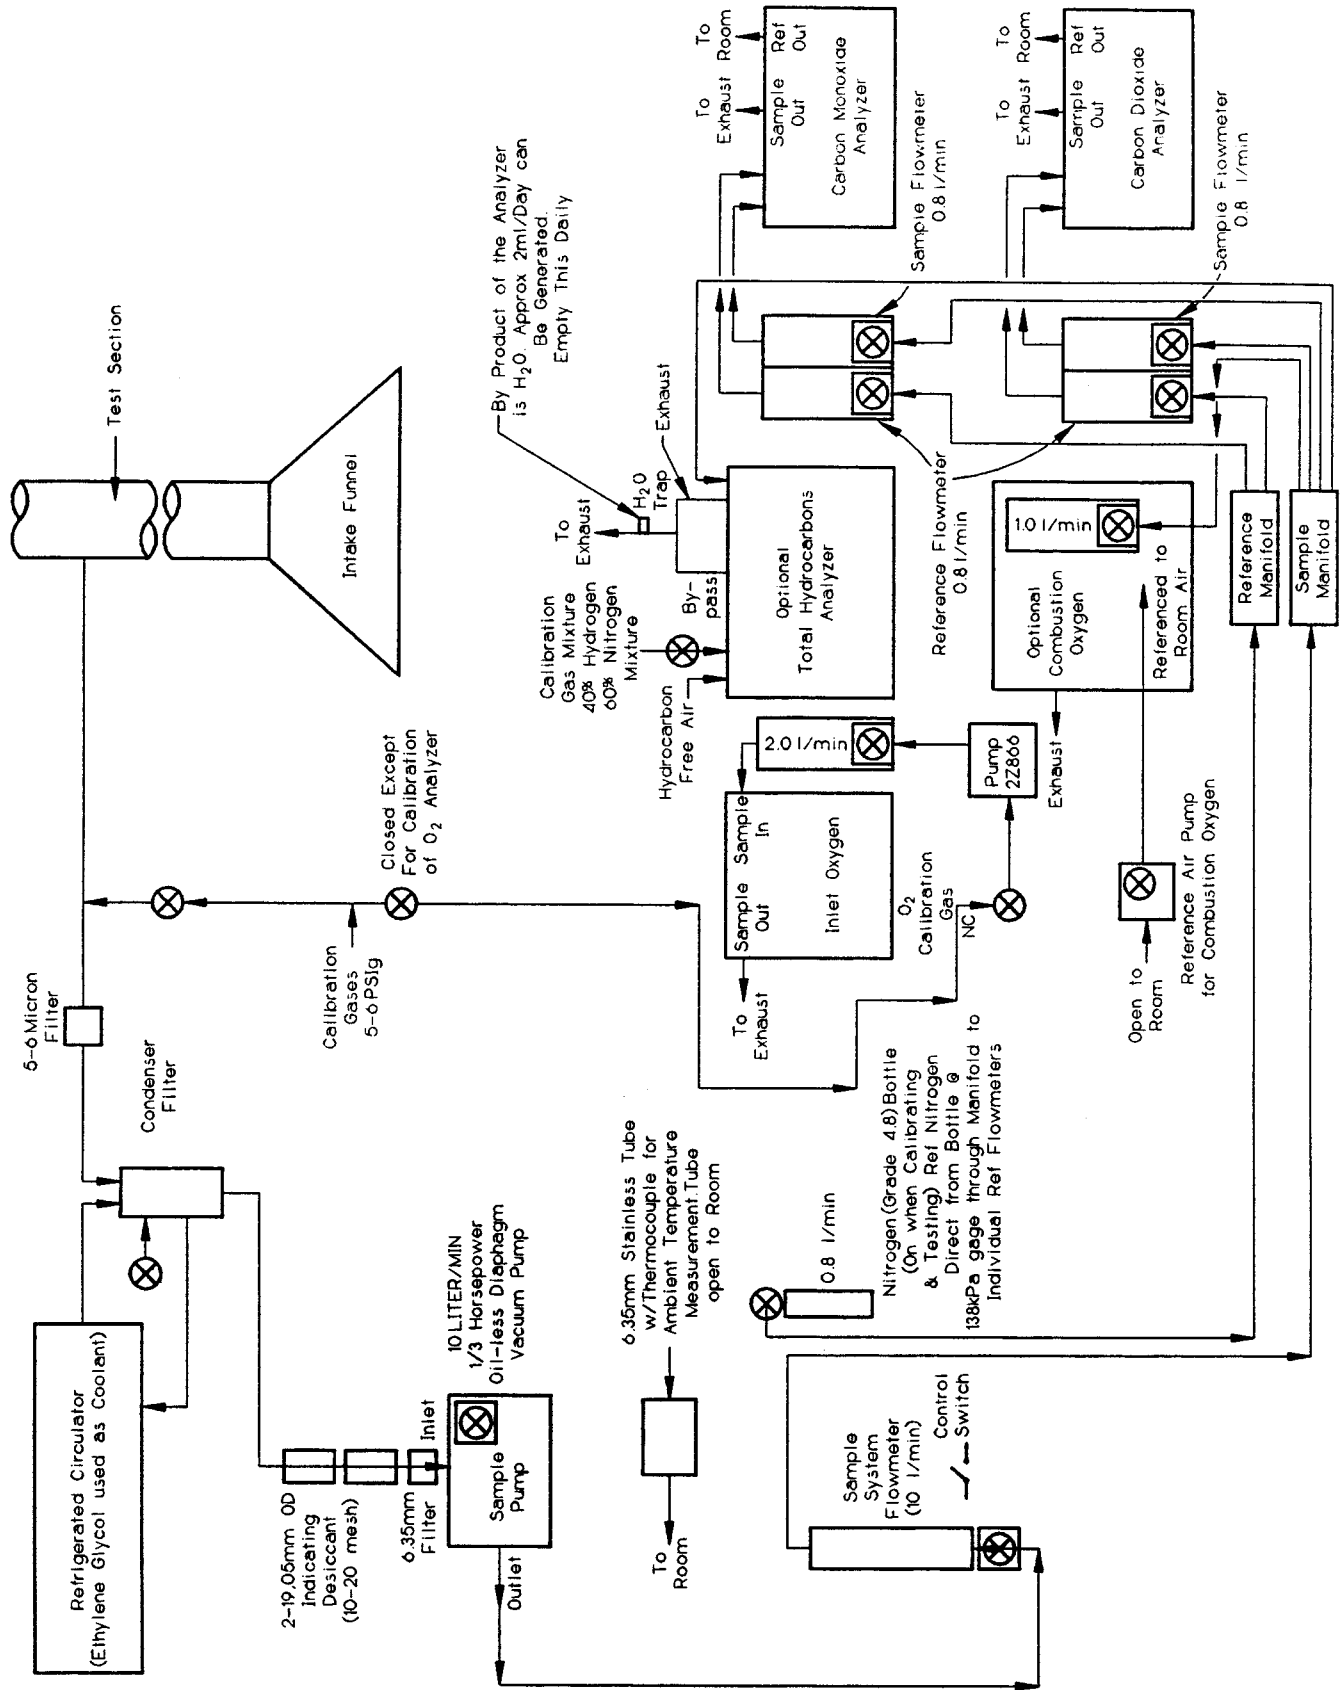 Refrigerated Circulator
(Ethylene Glycol used as Coolant)
Condenser
Filter
5-6 Micron
Filter
Test Section
Intake Funnel
2-19,05mm OD
Indicating
Desiccant
(10-20 mesh)
6.35mm
Filter
Inlet
Sample
Pump
Outlet
10 LITER/MIN
1/3 Horsepower
Oil-less Diaphagm
Vacuum Pump
Calibration
Gases
5-6 PSIg
Closed Except
For Calibration
of O₂ Analyzer
By Product of the Analyzer
is H₂O. Approx 2ml/Day can
Be Generated.
Empty This Daily
To
Room
6.35mm Stainless Tube
w/Thermocouple for
Ambient Temperature
Measurement.Tube
open to Room
To
Exhaust
Sample
Out
Sample
In
Inlet Oxygen
2.0 l/min
Hydrocarbon
Free Air
Calibration
Gas Mixture
40% Hydrogen
60% Nitrogen
Mixture
By-
pass
To
Exhaust
H₂O
Trap
Exhaust
Optional
Total Hydrocarbons
Analyzer
To
Exhaust
To
Room
Sample
Out
Ref
Out
Carbon Monoxide
Analyzer
Sample Flowmeter
0.8 l/min
Reference Flowmeter
0.8 l/min
Sample
System
Flowmeter
(10 l/min)
Control
Switch
0.8 l/min
Nitrogen (Grade 4.8) Bottle
(On when Calibrating
& Testing) Ref Nitrogen
Direct from Bottle @
138kPa gage through Manifold to
Individual Ref Flowmeters
O₂
Calibration
Gas
NC
Pump
2Z866
Exhaust
Optional
Combustion
Oxygen
1.0 l/min
Referenced to
Room Air
Open to
Room
Reference Air Pump
for Combustion Oxygen
To
Exhaust
To
Room
Sample
Out
Ref
Out
Carbon Dioxide
Analyzer
Sample Flowmeter
0.8 l/min
Reference
Manifold
Sample
Manifold